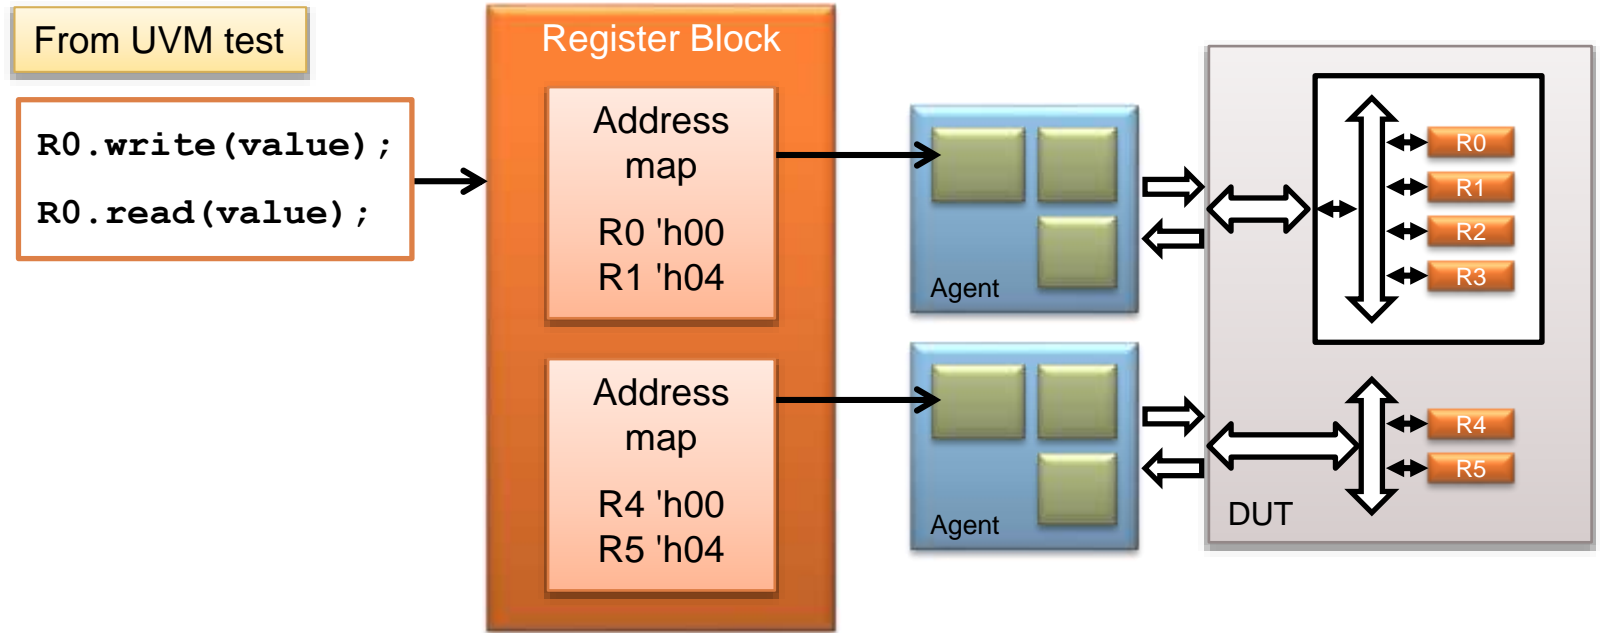 From UVM test
R0.write(value);
R0.read(value);
Register Block
Address
map
R0 'h00
R1 'h04
Address
map
R4 'h00
R5 'h04
Agent
Agent
R0
R1
R2
R3
R4
R5
DUT